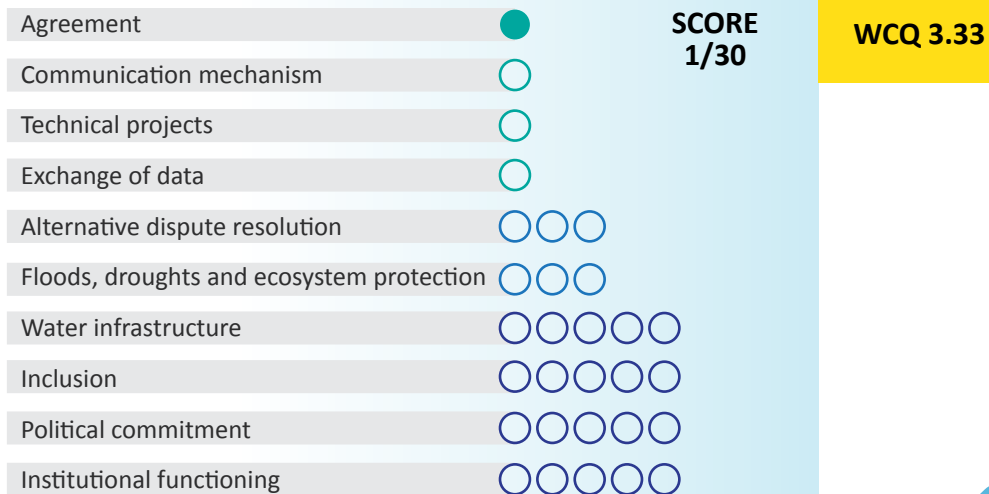 Agreement
SCORE
1/30
WCQ 3.33
Communication mechanism
Technical projects
Exchange of data
Alternative dispute resolution
Floods, droughts and ecosystem protection
Water infrastructure
Inclusion
Political commitment
Institutional functioning